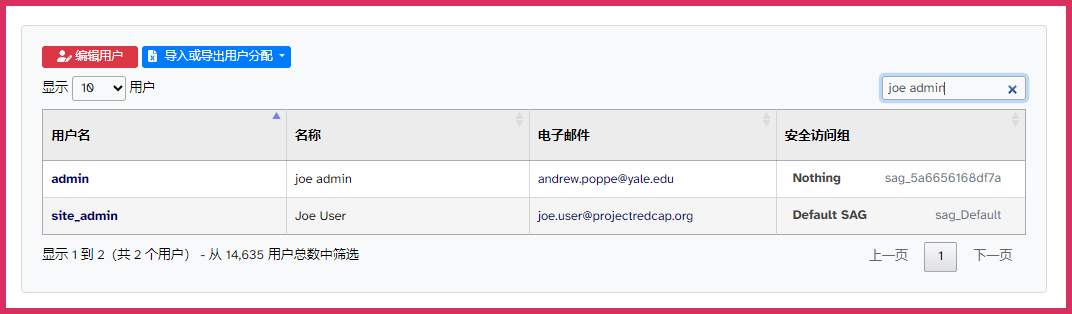 编辑用户 导入或导出用户分配
显示 10 用户 joe admin
用户名 名称 电子邮件 安全访问组
admin joe admin andrew.poppe@yale.edu Nothing sag_5a6656168df7a
site_admin Joe User joe.user@projectredcap.org Default SAG sag_Default
显示 1 到 2（共 2 个用户） - 从 14,635 用户总数中筛选 上一页 1 下一页